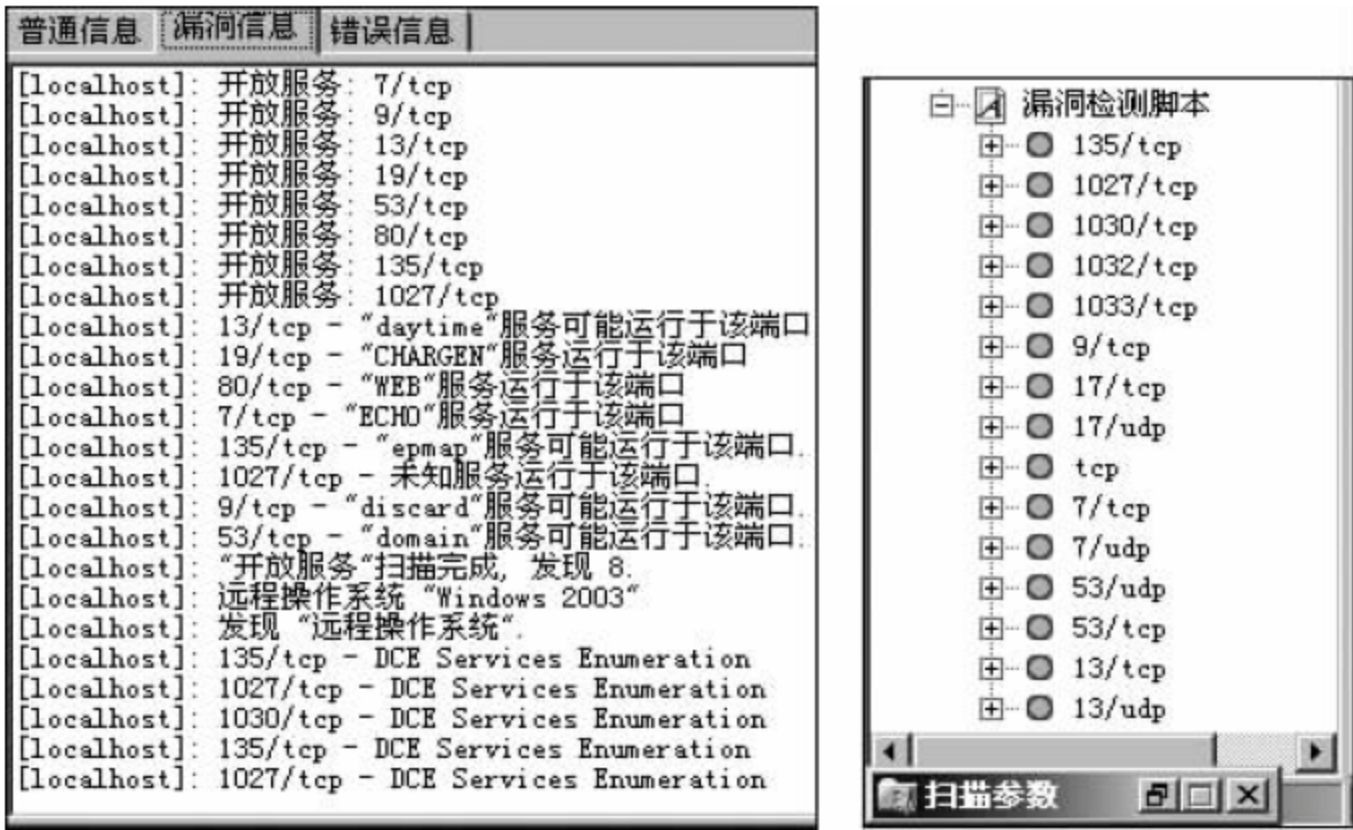 普通信息 漏洞信息 错误信息
[localhost]: 开放服务: 7/tcp
[localhost]: 开放服务: 9/tcp
[localhost]: 开放服务: 13/tcp
[localhost]: 开放服务: 19/tcp
[localhost]: 开放服务: 53/tcp
[localhost]: 开放服务: 80/tcp
[localhost]: 开放服务: 135/tcp
[localhost]: 开放服务: 1027/tcp
[localhost]: 13/tcp - "daytime"服务可能运行于该端口
[localhost]: 19/tcp - "CHARGEN"服务运行于该端口
[localhost]: 80/tcp - "WEB"服务运行于该端口
[localhost]: 7/tcp - "ECHO"服务运行于该端口
[localhost]: 135/tcp - "epmap"服务可能运行于该端口.
[localhost]: 1027/tcp - 未知服务运行于该端口.
[localhost]: 9/tcp - "discard"服务可能运行于该端口.
[localhost]: 53/tcp - "domain"服务可能运行于该端口.
[localhost]: "开放服务"扫描完成, 发现 8.
[localhost]: 远程操作系统 "Windows 2003"
[localhost]: 发现 "远程操作系统".
[localhost]: 135/tcp - DCE Services Enumeration
[localhost]: 1027/tcp - DCE Services Enumeration
[localhost]: 1030/tcp - DCE Services Enumeration
[localhost]: 135/tcp - DCE Services Enumeration
[localhost]: 1027/tcp - DCE Services Enumeration
漏洞检测脚本
135/tcp
1027/tcp
1030/tcp
1032/tcp
1033/tcp
9/tcp
17/tcp
17/udp
tcp
7/tcp
7/udp
53/udp
53/tcp
13/tcp
13/udp
扫描参数